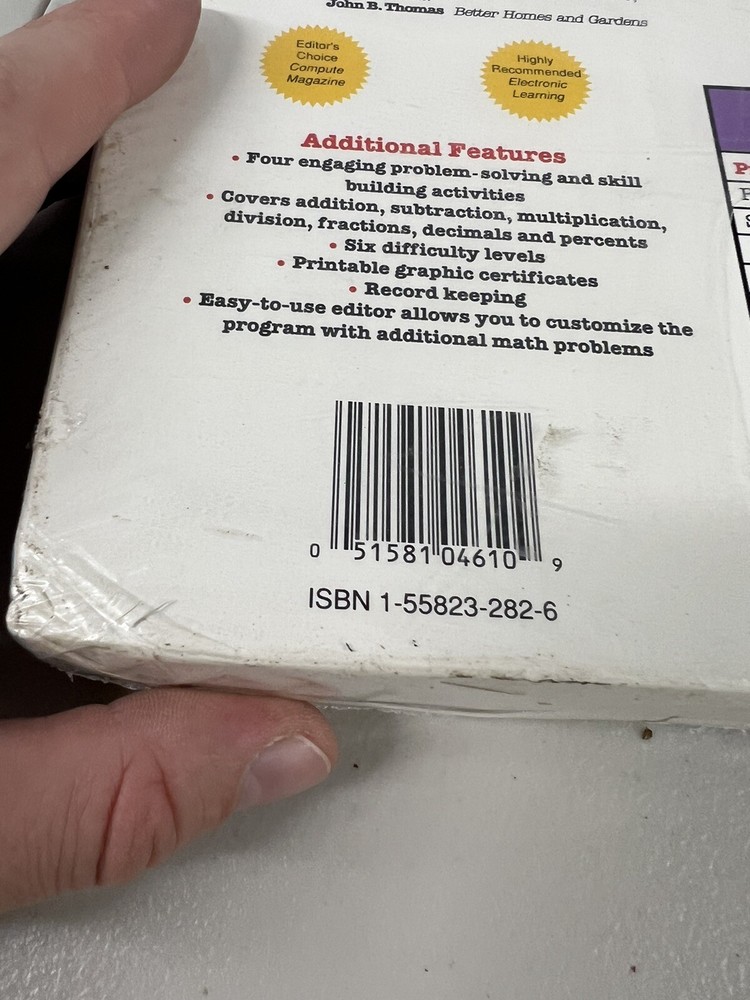 John B. Thomas Better Homes and Gardens
Editor's
Choice
Compute
Magazine
Highly
Recommended
Electronic
Learning
Additional Features
• Four engaging problem-solving and skill
building activities
• Covers addition, subtraction, multiplication,
division, fractions, decimals and percents
• Six difficulty levels
• Printable graphic certificates
• Record keeping
• Easy-to-use editor allows you to customize the
program with additional math problems
0 51581 04610 9
ISBN 1-55823-282-6